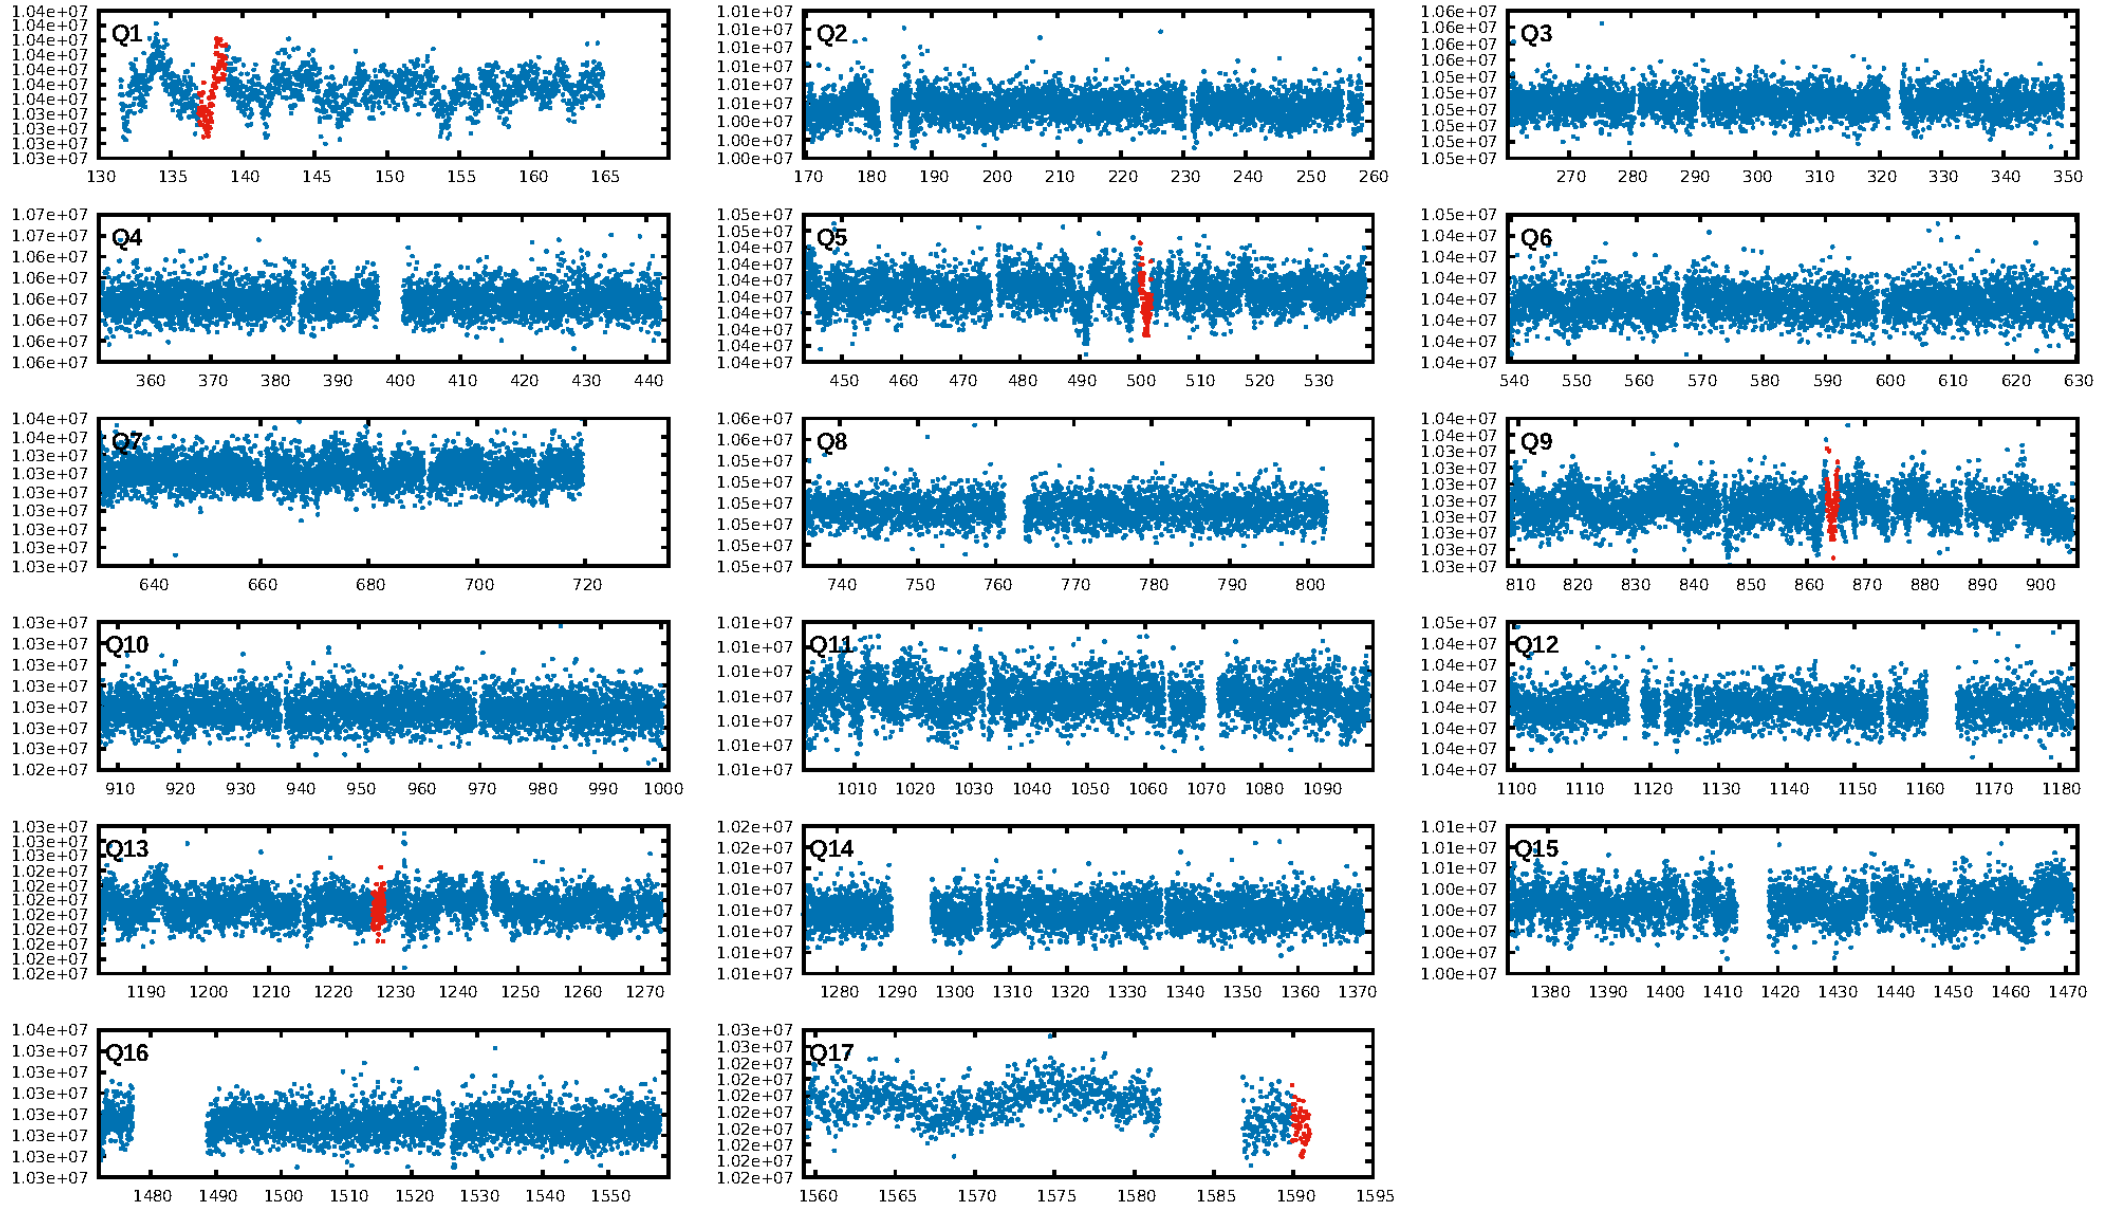 1.04e+07
1.04e+07
1.04e+07
1.04e+07
1.04e+07
1.04e+07
1.04e+07
1.03e+07
1.03e+07
1.03e+07
1.03e+07
Q1
130 135 140 145 150 155 160 165
1.01e+07
1.01e+07
1.01e+07
1.01e+07
1.01e+07
1.01e+07
1.00e+07
1.00e+07
1.00e+07
Q2
170 180 190 200 210 220 230 240 250 260
1.06e+07
1.06e+07
1.06e+07
1.06e+07
1.05e+07
1.05e+07
1.05e+07
1.05e+07
1.05e+07
1.05e+07
Q3
270 280 290 300 310 320 330 340 350
1.07e+07
1.07e+07
1.06e+07
1.06e+07
1.06e+07
1.06e+07
1.06e+07
1.06e+07
Q4
360 370 380 390 400 410 420 430 440
1.05e+07
1.05e+07
1.04e+07
1.04e+07
1.04e+07
1.04e+07
1.04e+07
1.04e+07
1.04e+07
1.04e+07
Q5
450 460 470 480 490 500 510 520 530
1.05e+07
1.04e+07
1.04e+07
1.04e+07
1.04e+07
1.04e+07
1.04e+07
1.04e+07
Q6
540 550 560 570 580 590 600 610 620 630
1.04e+07
1.04e+07
1.03e+07
1.03e+07
1.03e+07
1.03e+07
1.03e+07
1.03e+07
1.03e+07
Q7
640 660 680 700 720
1.06e+07
1.06e+07
1.05e+07
1.05e+07
1.05e+07
1.05e+07
1.05e+07
1.05e+07
Q8
740 750 760 770 780 790 800
1.04e+07
1.04e+07
1.03e+07
1.03e+07
1.03e+07
1.03e+07
1.03e+07
1.03e+07
1.03e+07
1.03e+07
Q9
810 820 830 840 850 860 870 880 890 900
1.03e+07
1.03e+07
1.03e+07
1.03e+07
1.03e+07
1.03e+07
1.03e+07
1.02e+07
Q10
910 920 930 940 950 960 970 980 990 1000
1.01e+07
1.01e+07
1.01e+07
1.01e+07
1.01e+07
1.01e+07
1.01e+07
Q11
1010 1020 1030 1040 1050 1060 1070 1080 1090
1.05e+07
1.04e+07
1.04e+07
1.04e+07
1.04e+07
1.04e+07
1.04e+07
1.04e+07
Q12
1100 1110 1120 1130 1140 1150 1160 1170 1180
1.03e+07
1.03e+07
1.03e+07
1.02e+07
1.02e+07
1.02e+07
1.02e+07
1.02e+07
1.02e+07
1.02e+07
1.02e+07
Q13
1190 1200 1210 1220 1230 1240 1250 1260 1270
1.02e+07
1.01e+07
1.01e+07
1.01e+07
1.01e+07
1.01e+07
1.01e+07
1.01e+07
Q14
1280 1290 1300 1310 1320 1330 1340 1350 1360 1370
1.01e+07
1.01e+07
1.01e+07
1.00e+07
1.00e+07
1.00e+07
1.00e+07
1.00e+07
Q15
1380 1390 1400 1410 1420 1430 1440 1450 1460 1470
1.04e+07
1.03e+07
1.03e+07
1.03e+07
1.03e+07
1.03e+07
1.03e+07
1.03e+07
Q16
1480 1490 1500 1510 1520 1530 1540 1550
1.03e+07
1.03e+07
1.02e+07
1.02e+07
1.02e+07
1.02e+07
1.02e+07
1.02e+07
1.02e+07
1.02e+07
Q17
1560 1565 1570 1575 1580 1585 1590 1595